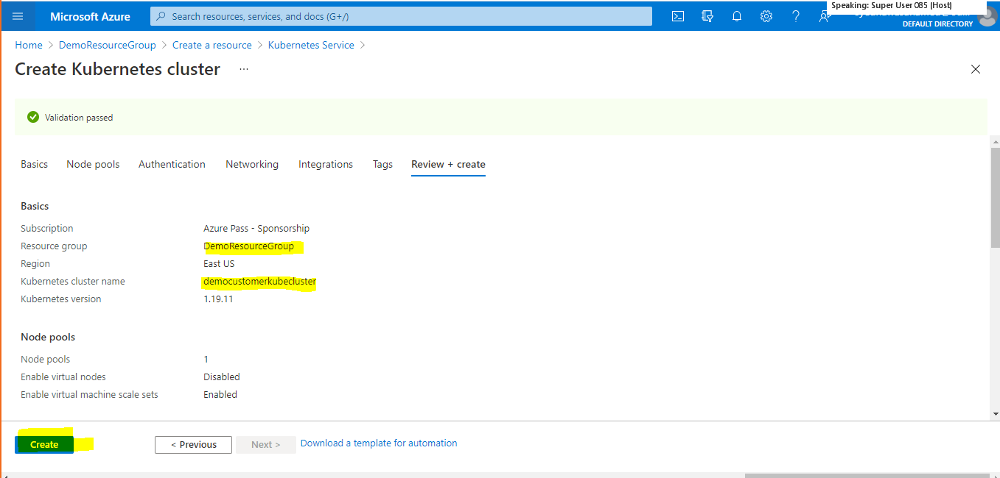 Speaking: Super User 085 (Host)
Microsoft Azure
Search resources, services, and docs (G+/)
DEFAULT DIRECTORY
Home > DemoResourceGroup > Create a resource > Kubernetes Service >
Create Kubernetes cluster ...
Validation passed
Basics Node pools Authentication Networking Integrations Tags Review + create
Basics
Subscription Azure Pass - Sponsorship
Resource group DemoResourceGroup
Region East US
Kubernetes cluster name democustomerkubecluster
Kubernetes version 1.19.11
Node pools
Node pools 1
Enable virtual nodes Disabled
Enable virtual machine scale sets Enabled
Create < Previous Next > Download a template for automation